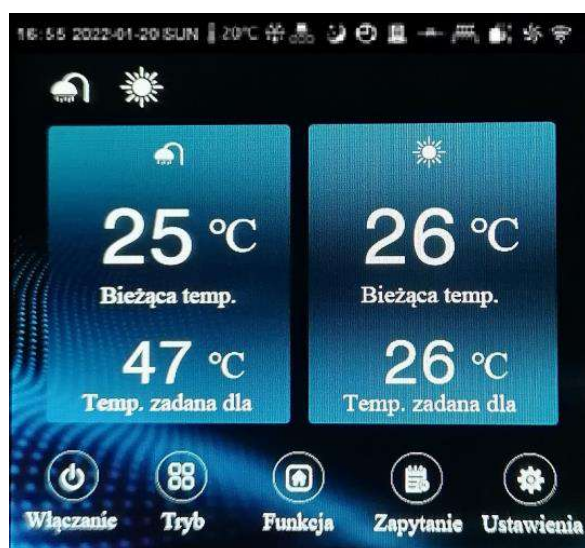 16:55 2022-01-20 SUN 20°C
25 °C
Bieżąca temp.
47 °C
Temp. zadana dla
26 °C
Bieżąca temp.
26 °C
Temp. zadana dla
Włączanie Tryb Funkcja Zapytanie Ustawienia